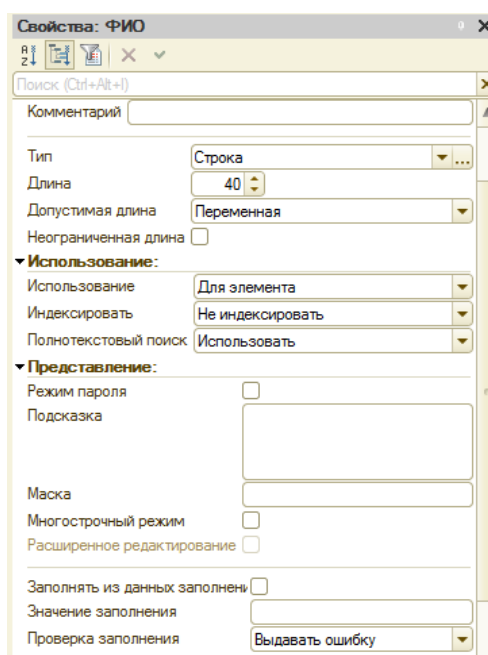 Свойства: ФИО
Поиск (Ctrl+Alt+I)
Комментарий
Тип Строка ...
Длина 40
Допустимая длина Переменная
Неограниченная длина
Использование:
Использование Для элемента
Индексировать Не индексировать
Полнотекстовый поиск Использовать
Представление:
Режим пароля
Подсказка
Маска
Многострочный режим
Расширенное редактирование
Заполнять из данных заполнени
Значение заполнения
Проверка заполнения Выдавать ошибку